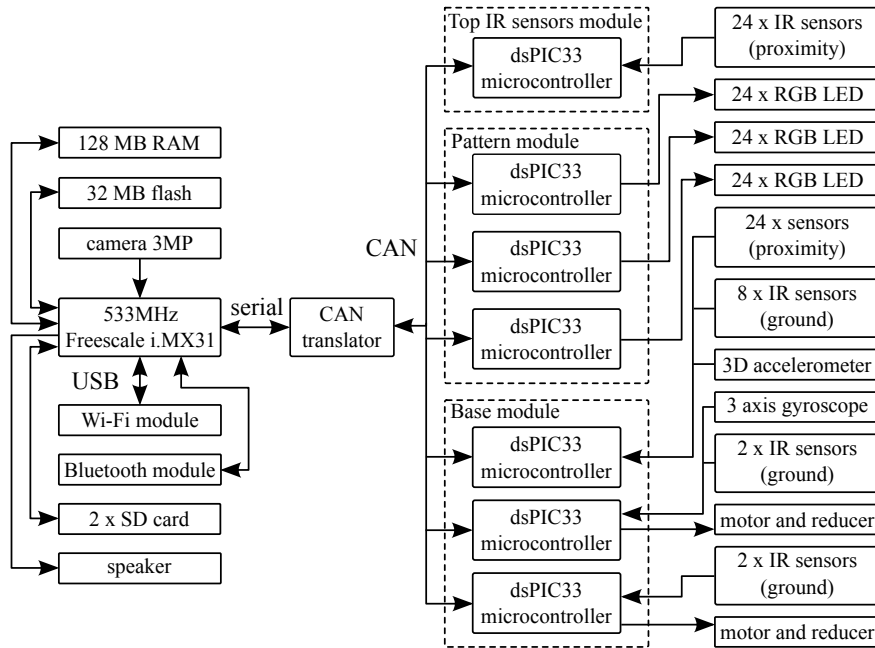 128 MB RAM
32 MB flash
camera 3MP
533MHz
Freescale i.MX31
USB
Wi-Fi module
Bluetooth module
2 x SD card
speaker
serial
CAN
translator
CAN
Top IR sensors module
dsPIC33
microcontroller
Pattern module
dsPIC33
microcontroller
dsPIC33
microcontroller
dsPIC33
microcontroller
Base module
dsPIC33
microcontroller
dsPIC33
microcontroller
dsPIC33
microcontroller
24 x IR sensors
(proximity)
24 x RGB LED
24 x RGB LED
24 x RGB LED
24 x sensors
(proximity)
8 x IR sensors
(ground)
3D accelerometer
3 axis gyroscope
2 x IR sensors
(ground)
motor and reducer
2 x IR sensors
(ground)
motor and reducer